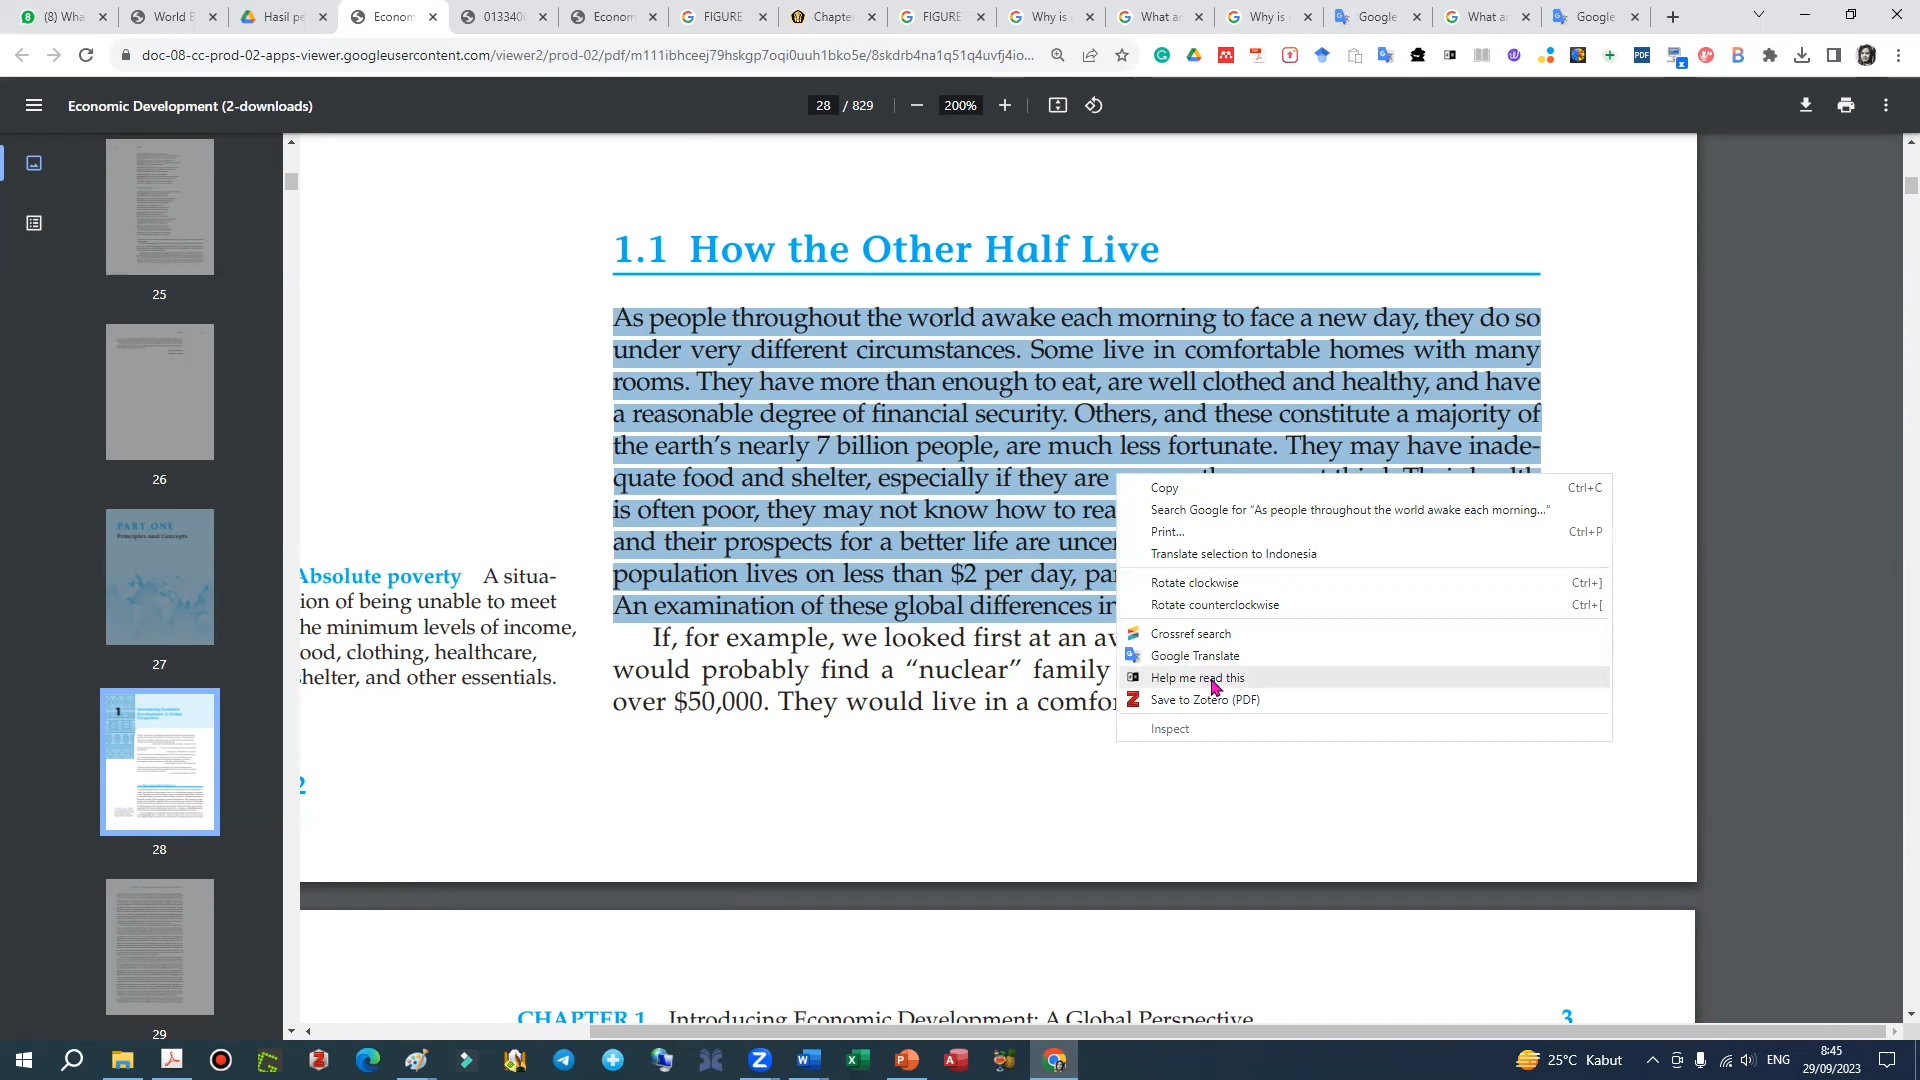 (8) Wha
World B
Hasil pe
Econom
013340
Econom
FIGURE
Chapte
FIGURE
Why is
What ar
Why is
Google
What ar
Google
doc-08-cc-prod-02-apps-viewer.googleusercontent.com/viewer2/prod-02/pdf/m111ibhceej79hskgp7oqi0uuh1bko5e/8skdrb4na1q51q4uvfj4io...
Economic Development (2-downloads)
28 / 829
200%
25
26
PART ONE
Principles and Concepts
27
28
29
1.1 How the Other Half Live
As people throughout the world awake each morning to face a new day, they do so
under very different circumstances. Some live in comfortable homes with many
rooms. They have more than enough to eat, are well clothed and healthy, and have
a reasonable degree of financial security. Others, and these constitute a majority of
the earth's nearly 7 billion people, are much less fortunate. They may have inade-
quate food and shelter, especially if they are
is often poor, they may not know how to rea
and their prospects for a better life are uncer
population lives on less than $2 per day, par
An examination of these global differences in
If, for example, we looked first at an av
would probably find a “nuclear” family
over $50,000. They would live in a comfor
Absolute poverty A situa-
ion of being unable to meet
he minimum levels of income,
ood, clothing, healthcare,
shelter, and other essentials.
2
Copy Ctrl+C
Search Google for “As people throughout the world awake each morning...”
Print... Ctrl+P
Translate selection to Indonesia
Rotate clockwise Ctrl+]
Rotate counterclockwise Ctrl+[
Crossref search
Google Translate
Help me read this
Save to Zotero (PDF)
Inspect
CHAPTER 1 Introducing Economic Development: A Global Perspective 3
25°C Kabut
ENG
8:45
29/09/2023